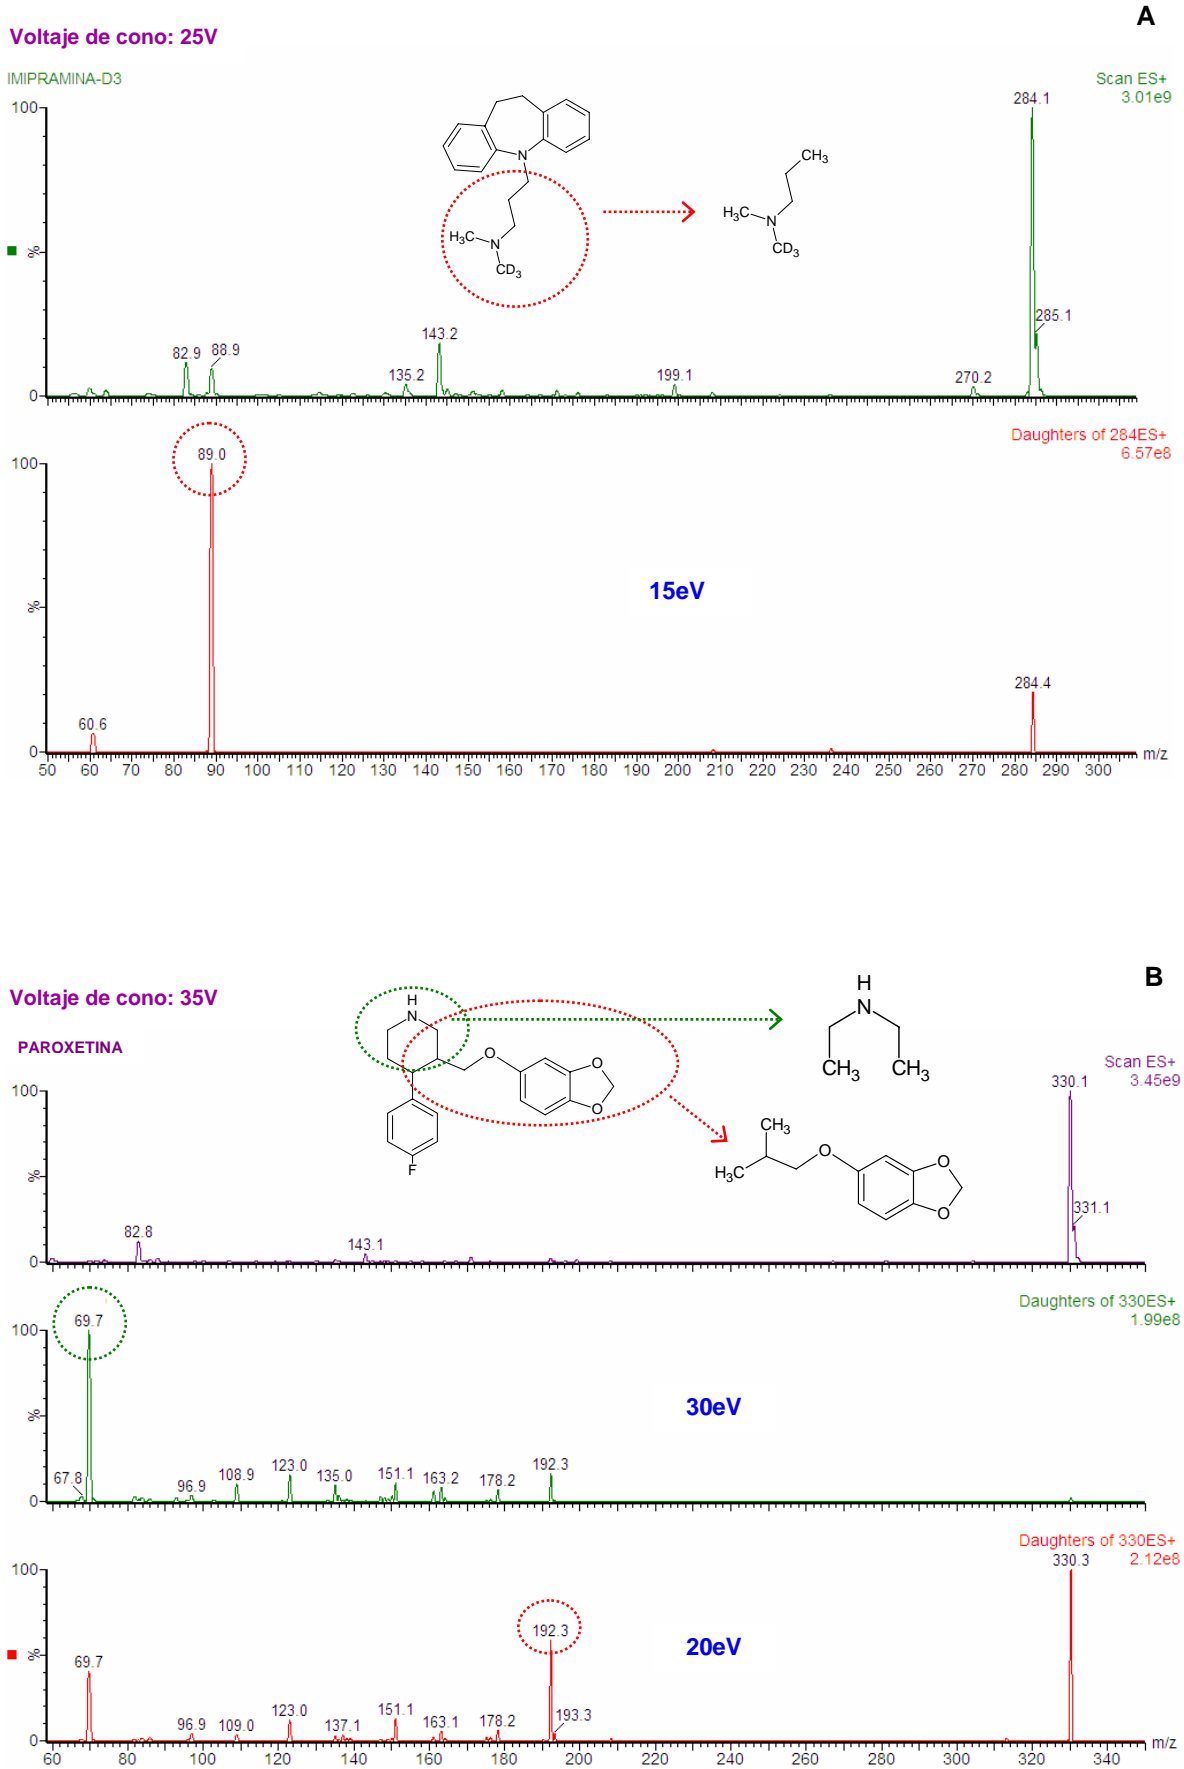 A
Voltaje de cono: 25V
IMIPRAMINA-D3
Scan ES+
3.01e9
100
%
0
N
H3C
N
CD3
CH3
H3C
N
CD3
82.9
88.9
135.2
143.2
199.1
270.2
284.1
285.1
Daughters of 284ES+
6.57e8
100
%
0
60.6
89.0
15eV
284.4
50 60 70 80 90 100 110 120 130 140 150 160 170 180 190 200 210 220 230 240 250 260 270 280 290 300
m/z
B
Voltaje de cono: 35V
PAROXETINA
H
N
O
O
O
F
H
N
CH3 CH3
CH3
H3C
O
O
O
Scan ES+
3.45e9
100
%
0
82.8
143.1
330.1
331.1
Daughters of 330ES+
1.99e8
100
%
0
67.8
69.7
96.9
108.9
123.0
135.0
151.1
163.2
178.2
192.3
30eV
Daughters of 330ES+
2.12e8
100
%
0
69.7
96.9
109.0
123.0
137.1
151.1
163.1
178.2
192.3
193.3
20eV
330.3
60 80 100 120 140 160 180 200 220 240 260 280 300 320 340
m/z